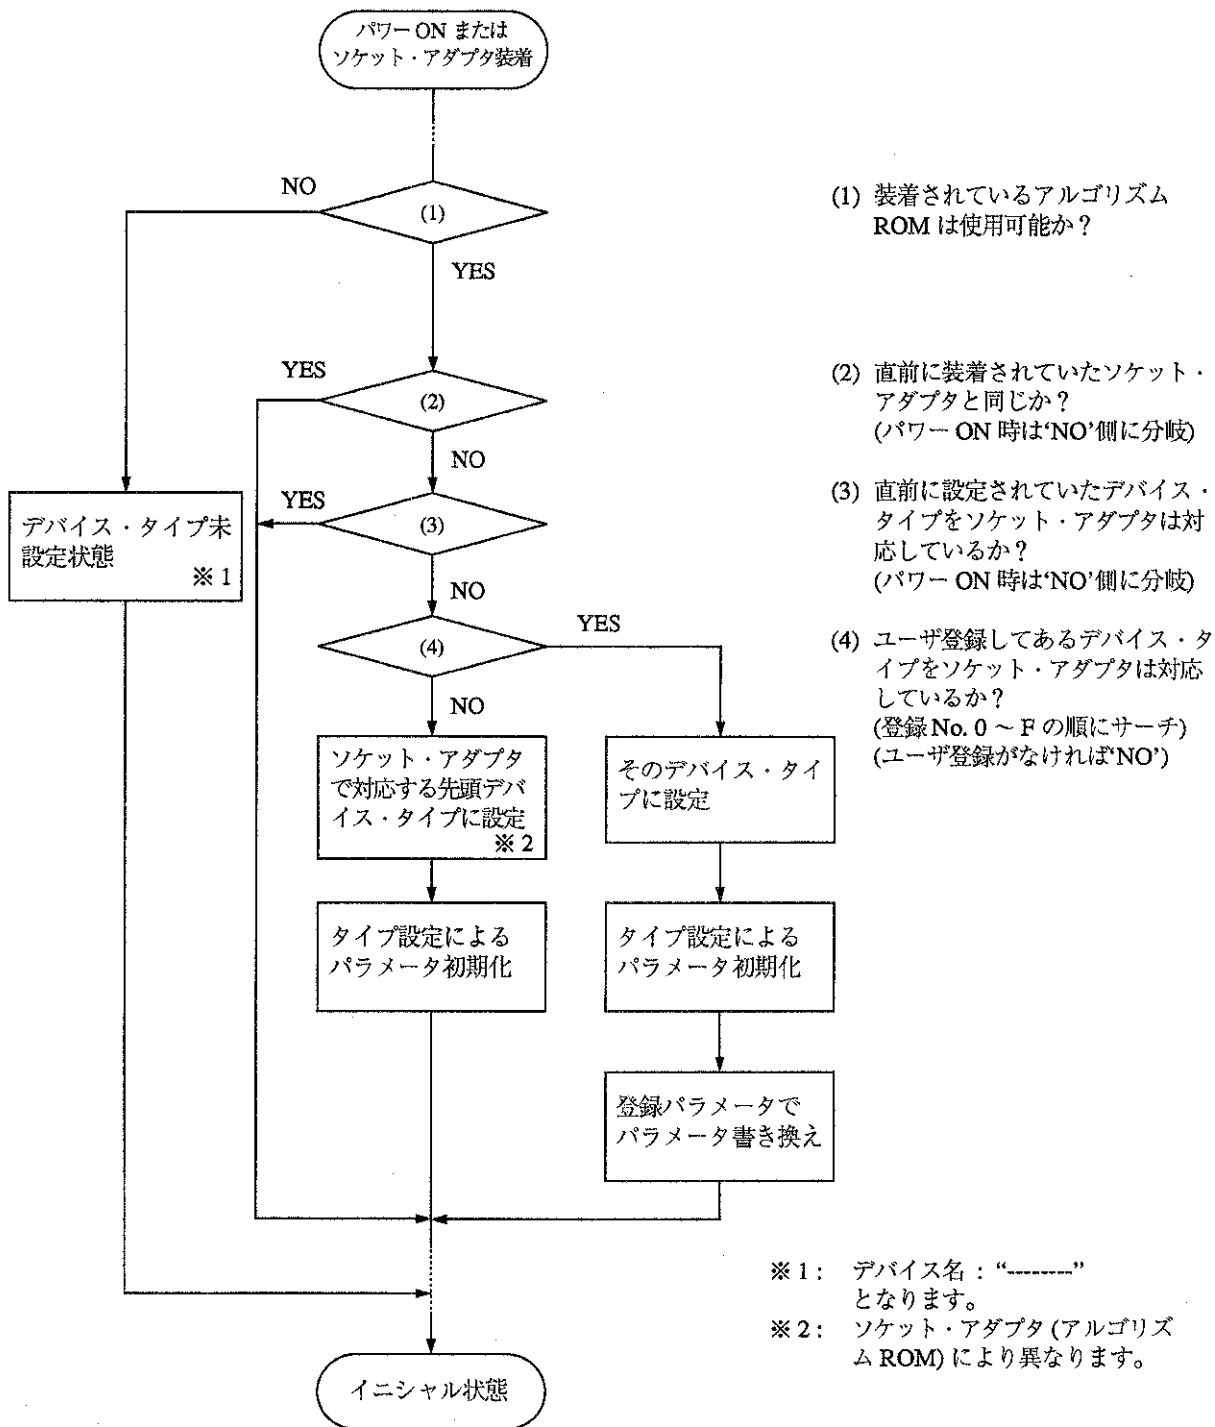 パワー ON または
ソケット・アダプタ装着
NO
(1)
YES
(1) 装着されているアルゴリズム
ROM は使用可能か？
YES
(2)
NO
(2) 直前に装着されていたソケット・
アダプタと同じか？
(パワー ON 時は‘NO’側に分岐)
YES
(3)
NO
(3) 直前に設定されていたデバイス・
タイプをソケット・アダプタは対
応しているか？
(パワー ON 時は‘NO’側に分岐)
デバイス・タイプ未
設定状態
※ 1
(4)
YES
NO
(4) ユーザ登録してあるデバイス・タ
イプをソケット・アダプタは対応
しているか？
(登録 No. 0 ～ F の順にサーチ)
(ユーザ登録がなければ‘NO’)
ソケット・アダプタ
で対応する先頭デバ
イス・タイプに設定
※ 2
そのデバイス・タイ
プに設定
タイプ設定による
パラメータ初期化
タイプ設定による
パラメータ初期化
登録パラメータで
パラメータ書き換え
※ 1 : デバイス名 : “--------”
となります。
※ 2 : ソケット・アダプタ (アルゴリズ
ム ROM) により異なります。
イニシャル状態